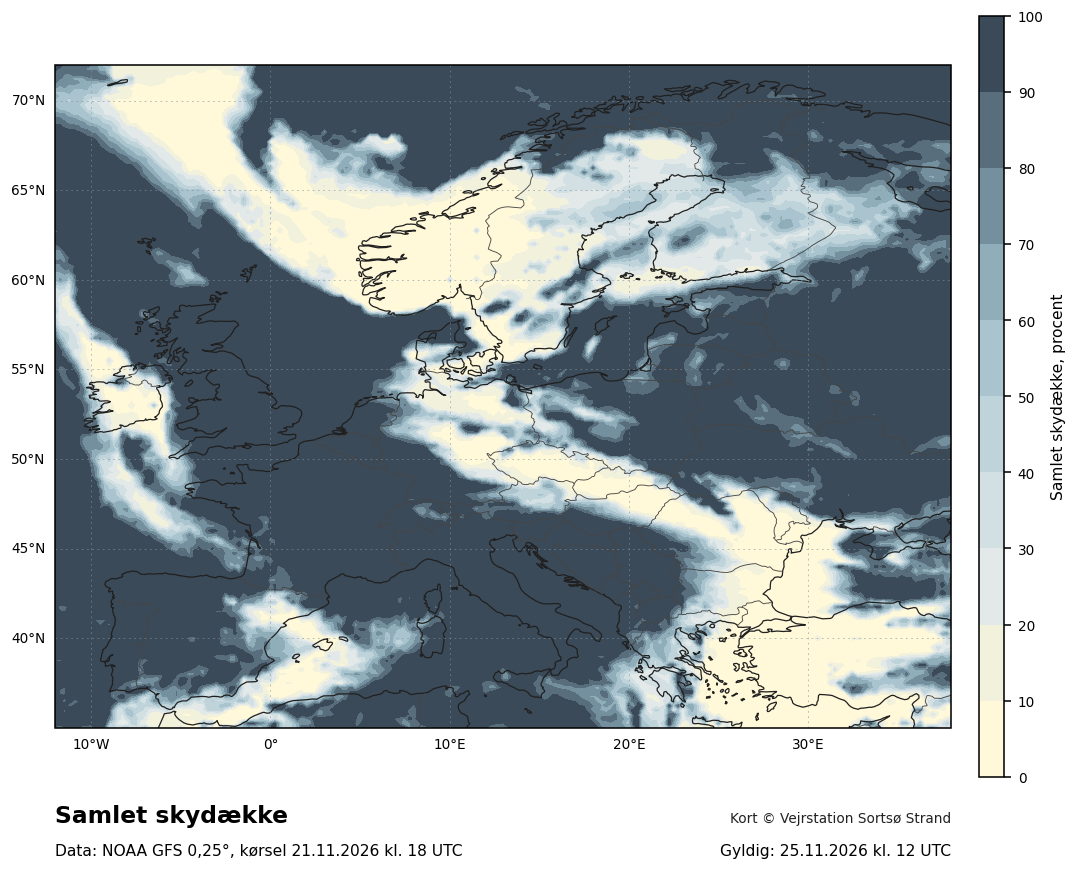 100
90
80
70
60
50
40
30
20
10
0
Samlet skydække, procent
70°N
65°N
60°N
55°N
50°N
45°N
40°N
10°W
0°
10°E
20°E
30°E
Samlet skydække
Kort © Vejrstation Sortsø Strand
Data: NOAA GFS 0,25°, kørsel 21.11.2026 kl. 18 UTC
Gyldig: 25.11.2026 kl. 12 UTC